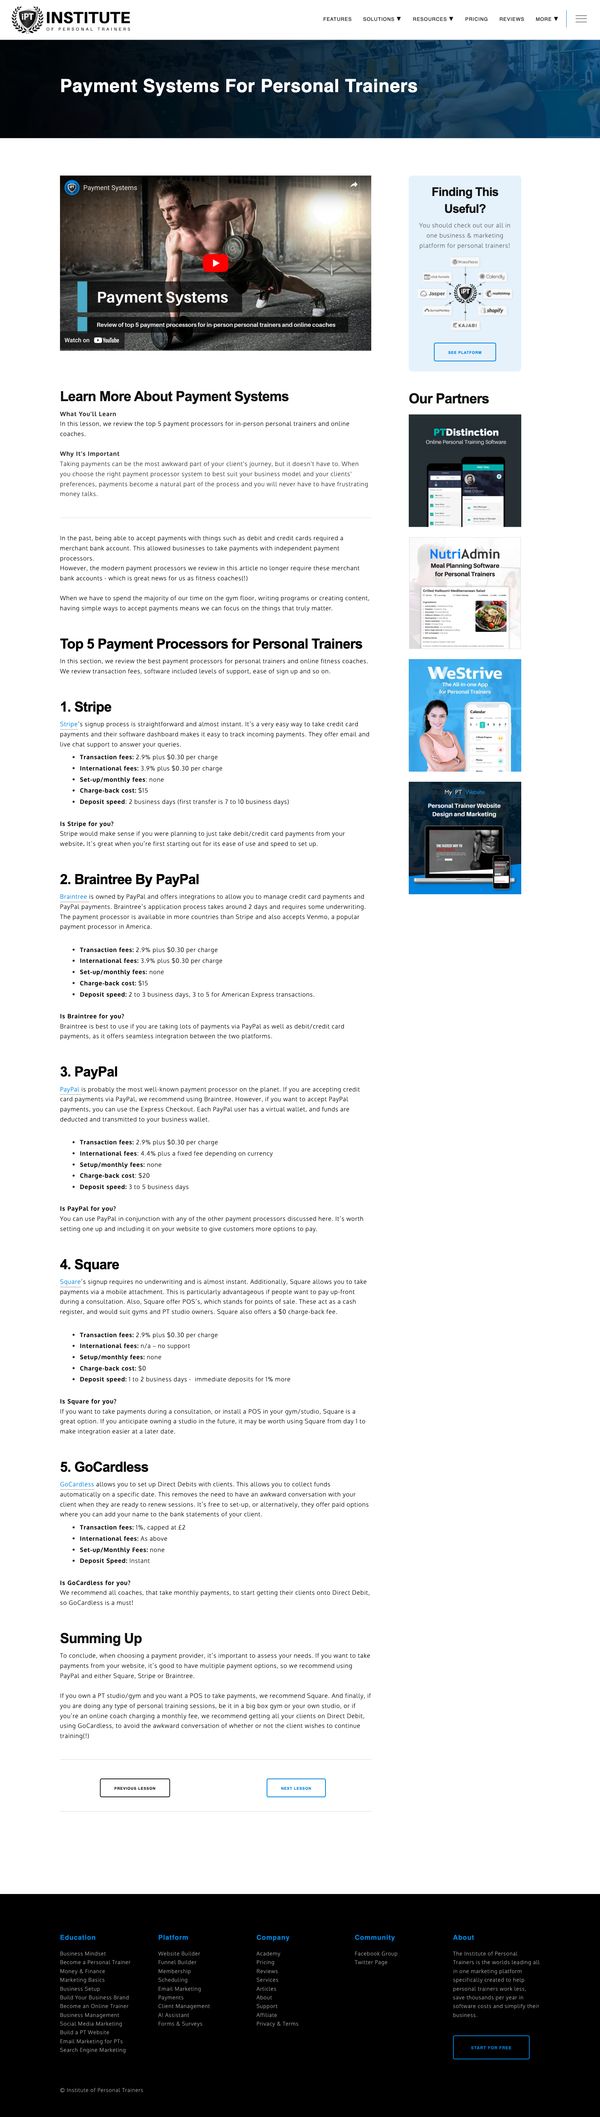 IPT INSTITUTE
OF PERSONAL TRAINERS
FEATURES SOLUTIONS ▼ RESOURCES ▼ PRICING REVIEWS MORE ▼
Payment Systems For Personal Trainers
Payment Systems
Payment Systems
Review of top 5 payment processors for in-person personal trainers and online coaches
Watch on YouTube
Finding This
Useful?
You should check out our all in
one business & marketing
platform for personal trainers!
WordPress
click funnels
Calendly
Jasper
IPT
mailchimp
SurveyMonkey
shopify
KAJABI
SEE PLATFORM
Learn More About Payment Systems
What You'll Learn
In this lesson, we review the top 5 payment processors for in-person personal trainers and online
coaches.
Why It's Important
Taking payments can be the most awkward part of your client's journey, but it doesn't have to. When
you choose the right payment processor system to best suit your business model and your clients'
preferences, payments become a natural part of the process and you will never have to have frustrating
money talks.
Our Partners
PTDistinction
Online Personal Training Software
NutriAdmin
Meal Planning Software
for Personal Trainers
Grilled Halloumi Mediterranean Salad
WeStrive
The All-in-one App
for Personal Trainers
Calendar
My PT Website
Personal Trainer Website
Design and Marketing
In the past, being able to accept payments with things such as debit and credit cards required a
merchant bank account. This allowed businesses to take payments with independent payment
processors.
However, the modern payment processors we review in this article no longer require these merchant
bank accounts - which is great news for us as fitness coaches(!)
When we have to spend the majority of our time on the gym floor, writing programs or creating content,
having simple ways to accept payments means we can focus on the things that truly matter.
Top 5 Payment Processors for Personal Trainers
In this section, we review the best payment processors for personal trainers and online fitness coaches.
We review transaction fees, software included levels of support, ease of sign up and so on.
1. Stripe
Stripe's signup process is straightforward and almost instant. It's a very easy way to take credit card
payments and their software dashboard makes it easy to track incoming payments. They offer email and
live chat support to answer your queries.
• Transaction fees: 2.9% plus $0.30 per charge
• International fees: 3.9% plus $0.30 per charge
• Set-up/monthly fees: none
• Charge-back cost: $15
• Deposit speed: 2 business days (first transfer is 7 to 10 business days)
Is Stripe for you?
Stripe would make sense if you were planning to just take debit/credit card payments from your
website. It's great when you're first starting out for its ease of use and speed to set up.
2. Braintree By PayPal
Braintree is owned by PayPal and offers integrations to allow you to manage credit card payments and
PayPal payments. Braintree's application process takes around 2 days and requires some underwriting.
The payment processor is available in more countries than Stripe and also accepts Venmo, a popular
payment processor in America.
• Transaction fees: 2.9% plus $0.30 per charge
• International fees: 3.9% plus $0.30 per charge
• Set-up/monthly fees: none
• Charge-back cost: $15
• Deposit speed: 2 to 3 business days, 3 to 5 for American Express transactions.
Is Braintree for you?
Braintree is best to use if you are taking lots of payments via PayPal as well as debit/credit card
payments, as it offers seamless integration between the two platforms.
3. PayPal
PayPal is probably the most well-known payment processor on the planet. If you are accepting credit
card payments via PayPal, we recommend using Braintree. However, if you want to accept PayPal
payments, you can use the Express Checkout. Each PayPal user has a virtual wallet, and funds are
deducted and transmitted to your business wallet.
• Transaction fees: 2.9% plus $0.30 per charge
• International fees: 4.4% plus a fixed fee depending on currency
• Setup/monthly fees: none
• Charge-back cost: $20
• Deposit speed: 3 to 5 business days
Is PayPal for you?
You can use PayPal in conjunction with any of the other payment processors discussed here. It's worth
setting one up and including it on your website to give customers more options to pay.
4. Square
Square's signup requires no underwriting and is almost instant. Additionally, Square allows you to take
payments via a mobile attachment. This is particularly advantageous if people want to pay up-front
during a consultation. Also, Square offer POS's, which stands for points of sale. These act as a cash
register, and would suit gyms and PT studio owners. Square also offers a $0 charge-back fee.
• Transaction fees: 2.9% plus $0.30 per charge
• International fees: n/a – no support
• Setup/monthly fees: none
• Charge-back cost: $0
• Deposit speed: 1 to 2 business days - immediate deposits for 1% more
Is Square for you?
If you want to take payments during a consultation, or install a POS in your gym/studio, Square is a
great option. If you anticipate owning a studio in the future, it may be worth using Square from day 1 to
make integration easier at a later date.
5. GoCardless
GoCardless allows you to set up Direct Debits with clients. This allows you to collect funds
automatically on a specific date. This removes the need to have an awkward conversation with your
client when they are ready to renew sessions. It's free to set-up, or alternatively, they offer paid options
where you can add your name to the bank statements of your client.
• Transaction fees: 1%, capped at £2
• International fees: As above
• Set-up/Monthly Fees: none
• Deposit Speed: Instant
Is GoCardless for you?
We recommend all coaches, that take monthly payments, to start getting their clients onto Direct Debit,
so GoCardless is a must!
Summing Up
To conclude, when choosing a payment provider, it's important to assess your needs. If you want to take
payments from your website, it's good to have multiple payment options, so we recommend using
PayPal and either Square, Stripe or Braintree.
If you own a PT studio/gym and you want a POS to take payments, we recommend Square. And finally, if
you are doing any type of personal training sessions, be it in a big box gym or your own studio, or if
you're an online coach charging a monthly fee, we recommend getting all your clients on Direct Debit,
using GoCardless, to avoid the awkward conversation of whether or not the client wishes to continue
training(!)
PREVIOUS LESSON
NEXT LESSON
Education
Business Mindset
Become a Personal Trainer
Money & Finance
Marketing Basics
Business Setup
Build Your Business Brand
Become an Online Trainer
Business Management
Social Media Marketing
Build a PT Website
Email Marketing for PTs
Search Engine Marketing
Platform
Website Builder
Funnel Builder
Membership
Scheduling
Email Marketing
Payments
Client Management
AI Assistant
Forms & Surveys
Company
Academy
Pricing
Reviews
Services
Articles
About
Support
Affiliate
Privacy & Terms
Community
Facebook Group
Twitter Page
About
The Institute of Personal
Trainers is the worlds leading all
in one marketing platform
specifically created to help
personal trainers work less,
save thousands per year in
software costs and simplify their
business.
START FOR FREE
© Institute of Personal Trainers